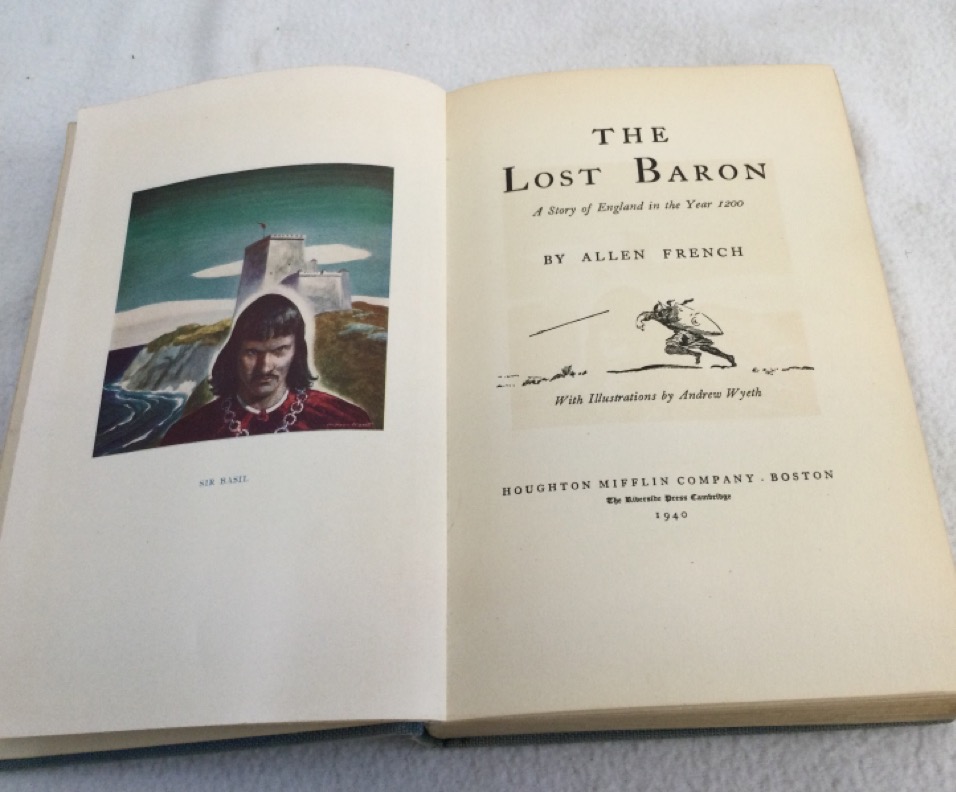 SIR BASIL
THE
LOST BARON
A Story of England in the Year 1200
BY ALLEN FRENCH
With Illustrations by Andrew Wyeth
HOUGHTON MIFFLIN COMPANY · BOSTON
The Riverside Press Cambridge
1940